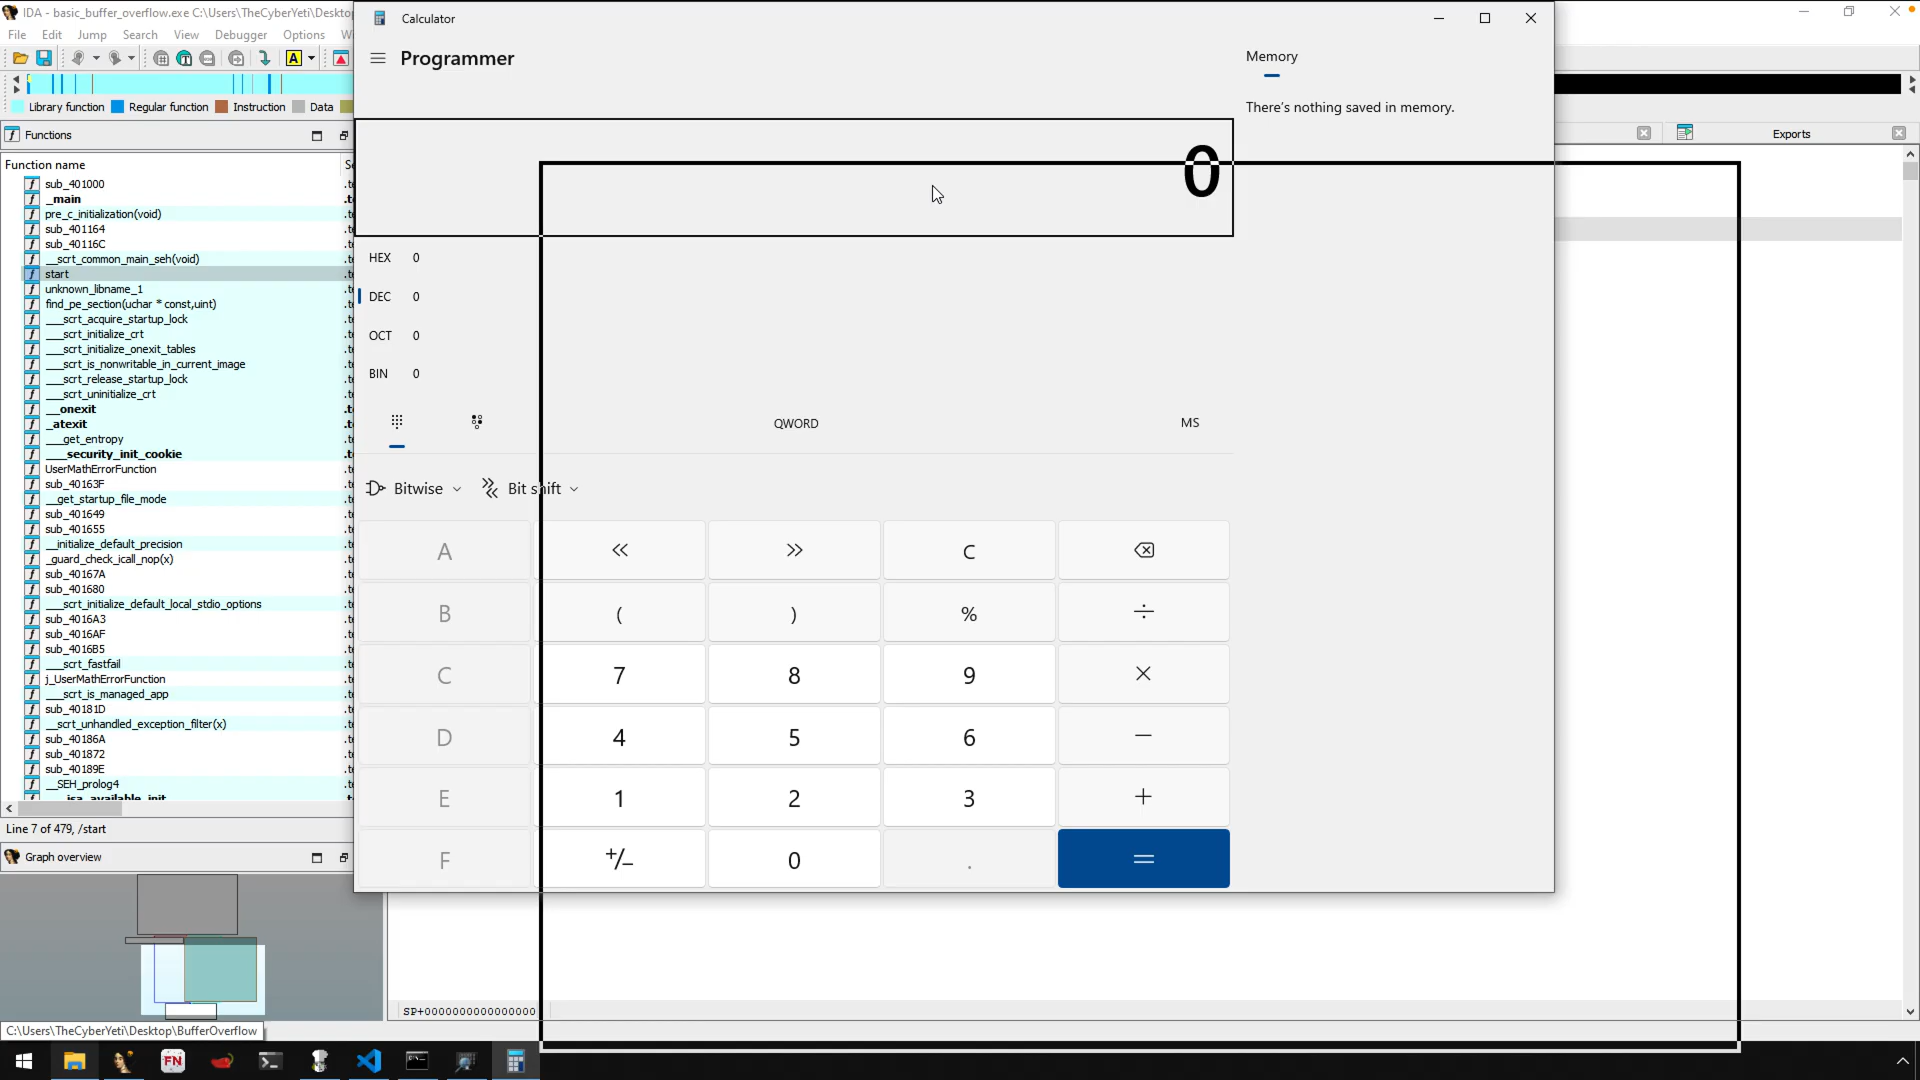 IDA - basic_buffer_overflow.exe C:\Users\TheCyberYeti\Deskto
File Edit Jump Search View Debugger Options
Library function Regular function Instruction Data
Functions
Function name
sub_401000
_main
pre_c_initialization(void)
sub_401164
sub_40116C
__scrt_common_main_seh(void)
start
unknown_libname_1
find_pe_section(uchar * const,uint)
___scrt_acquire_startup_lock
___scrt_initialize_crt
___scrt_initialize_onexit_tables
___scrt_is_nonwritable_in_current_image
___scrt_release_startup_lock
___scrt_uninitialize_crt
__onexit
_atexit
___get_entropy
___security_init_cookie
UserMathErrorFunction
sub_40163F
__get_startup_file_mode
sub_401649
sub_401655
__initialize_default_precision
_guard_check_icall_nop(x)
sub_40167A
sub_401680
___scrt_initialize_default_local_stdio_options
sub_4016A3
sub_4016AF
sub_4016B5
___scrt_fastfail
j_UserMathErrorFunction
___scrt_is_managed_app
sub_40181D
__scrt_unhandled_exception_filter(x)
sub_40186A
sub_401872
sub_40189E
__SEH_prolog4
Line 7 of 479, /start
Graph overview
C:\Users\TheCyberYeti\Desktop\BufferOverflow
Calculator
Programmer
0
HEX 0
DEC 0
OCT 0
BIN 0
QWORD MS
Bitwise Bit shift
A « » C
B ( ) % ÷
C 7 8 9 ×
D 4 5 6 −
E 1 2 3 +
F +/− 0 . =
Memory
There's nothing saved in memory.
Exports
SP+0000000000000000
FN